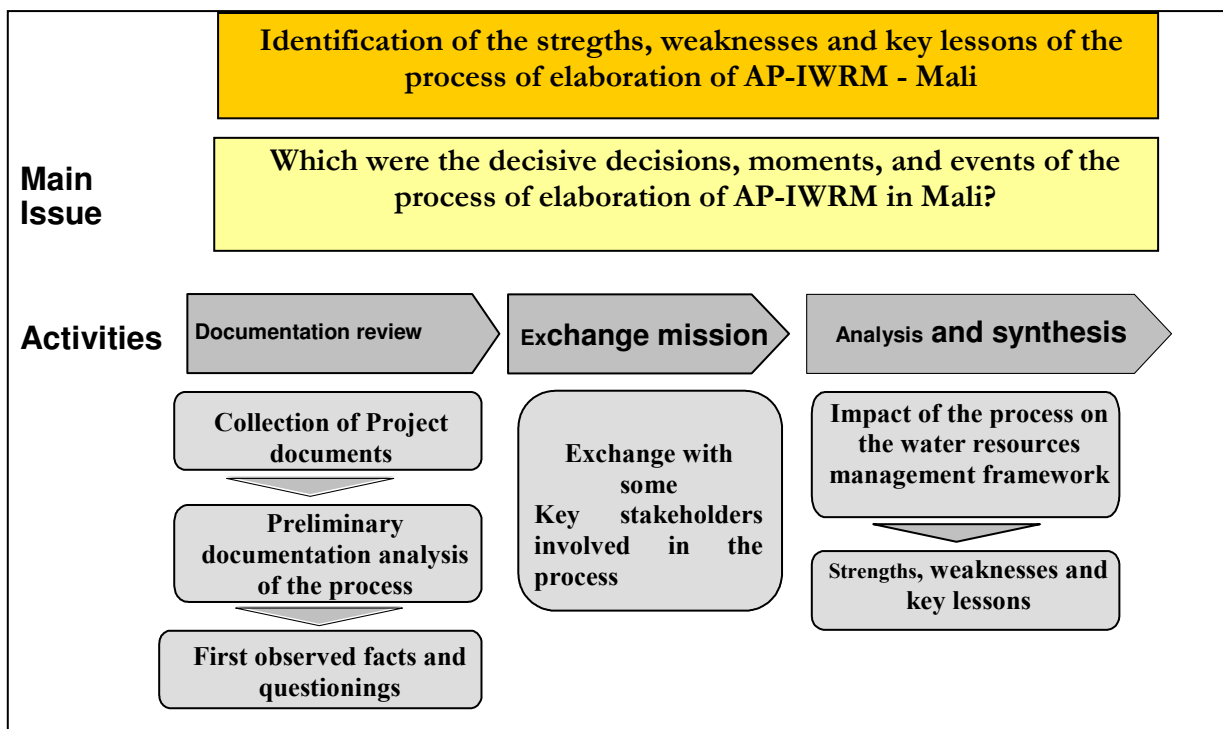 Identification of the stregths, weaknesses and key lessons of the
process of elaboration of AP-IWRM - Mali
Main
Issue
Which were the decisive decisions, moments, and events of the
process of elaboration of AP-IWRM in Mali?
Activities
Documentation review
Exchange mission
Analysis and synthesis
Collection of Project
documents
Preliminary
documentation analysis
of the process
First observed facts and
questionings
Exchange with
some
Key stakeholders
involved in the
process
Impact of the process on
the water resources
management framework
Strengths, weaknesses and
key lessons